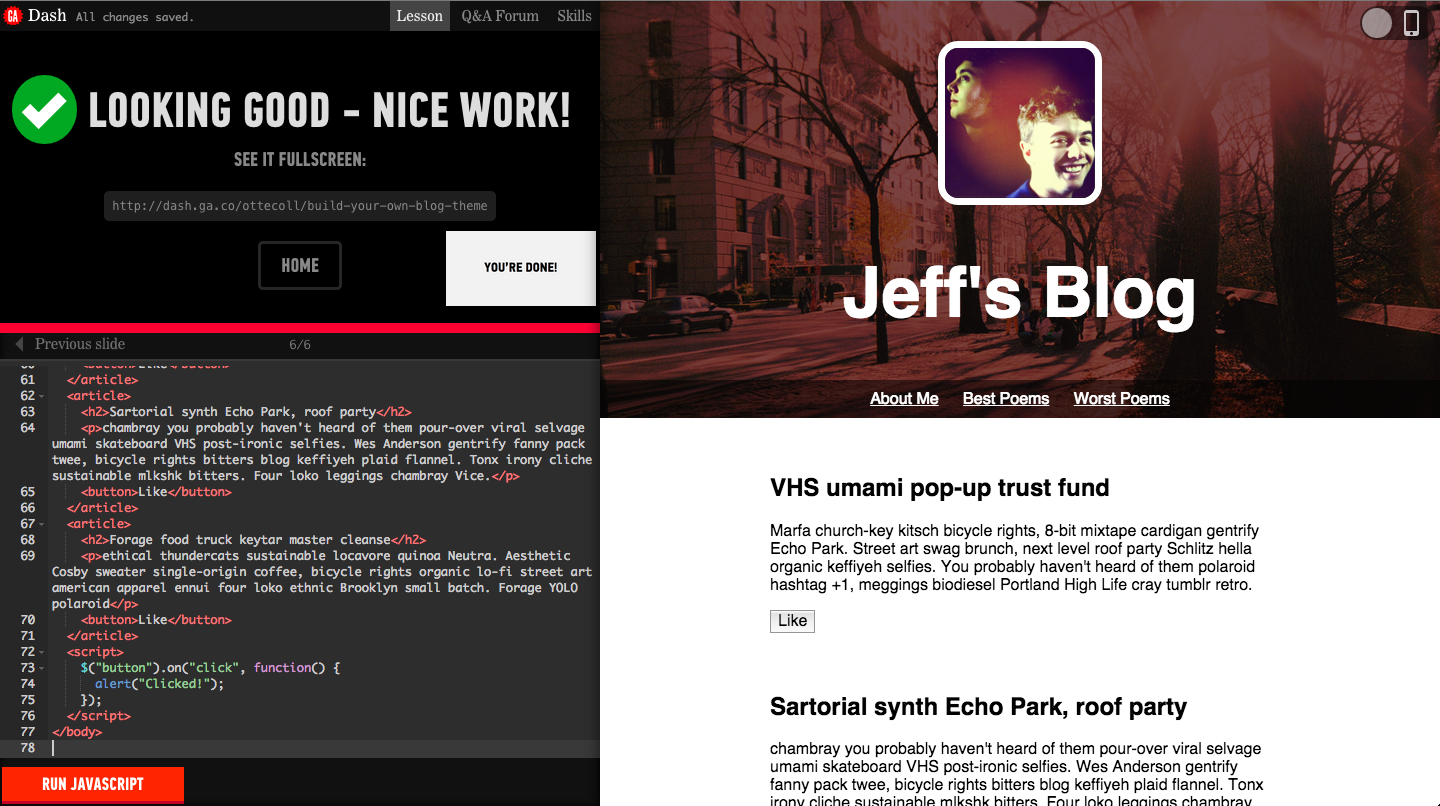 GA Dash All changes saved. Lesson Q&A Forum Skills
LOOKING GOOD - NICE WORK!
SEE IT FULLSCREEN:
http://dash.ga.co/ottecoll/build-your-own-blog-theme
HOME
YOU'RE DONE!
Previous slide 6/6
60 <button>Like</button>
61 </article>
62 <article>
63 <h2>Sartorial synth Echo Park, roof party</h2>
64 <p>chambray you probably haven't heard of them pour-over viral selvage
umami skateboard VHS post-ironic selfies. Wes Anderson gentrify fanny pack
twee, bicycle rights bitters blog keffiyeh plaid flannel. Tonx irony cliche
sustainable mlkshk bitters. Four loko leggings chambray Vice.</p>
65 <button>Like</button>
66 </article>
67 <article>
68 <h2>Forage food truck keytar master cleanse</h2>
69 <p>ethical thundercats sustainable locavore quinoa Neutra. Aesthetic
Cosby sweater single-origin coffee, bicycle rights organic lo-fi street art
american apparel ennui four loko ethnic Brooklyn small batch. Forage YOLO
polaroid</p>
70 <button>Like</button>
71 </article>
72 <script>
73 $("button").on("click", function() {
74 alert("Clicked!");
75 });
76 </script>
77 </body>
78
RUN JAVASCRIPT
Jeff's Blog
About Me Best Poems Worst Poems
VHS umami pop-up trust fund
Marfa church-key kitsch bicycle rights, 8-bit mixtape cardigan gentrify
Echo Park. Street art swag brunch, next level roof party Schlitz hella
organic keffiyeh selfies. You probably haven't heard of them polaroid
hashtag +1, meggings biodiesel Portland High Life cray tumblr retro.
Like
Sartorial synth Echo Park, roof party
chambray you probably haven't heard of them pour-over viral selvage
umami skateboard VHS post-ironic selfies. Wes Anderson gentrify
fanny pack twee, bicycle rights bitters blog keffiyeh plaid flannel. Tonx
irony cliche sustainable mlkshk bitters. Four loko leggings chambray